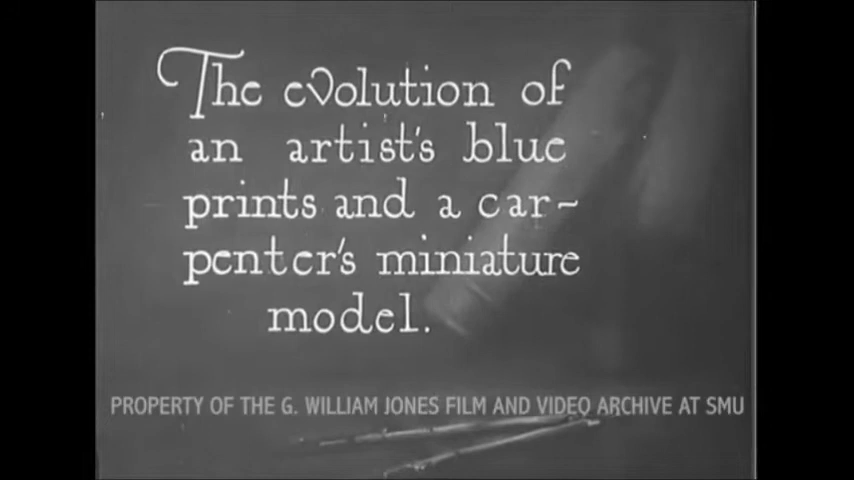 The evolution of
an artist's blue
prints and a car-
penter's miniature
model.
PROPERTY OF THE G. WILLIAM JONES FILM AND VIDEO ARCHIVE AT SMU